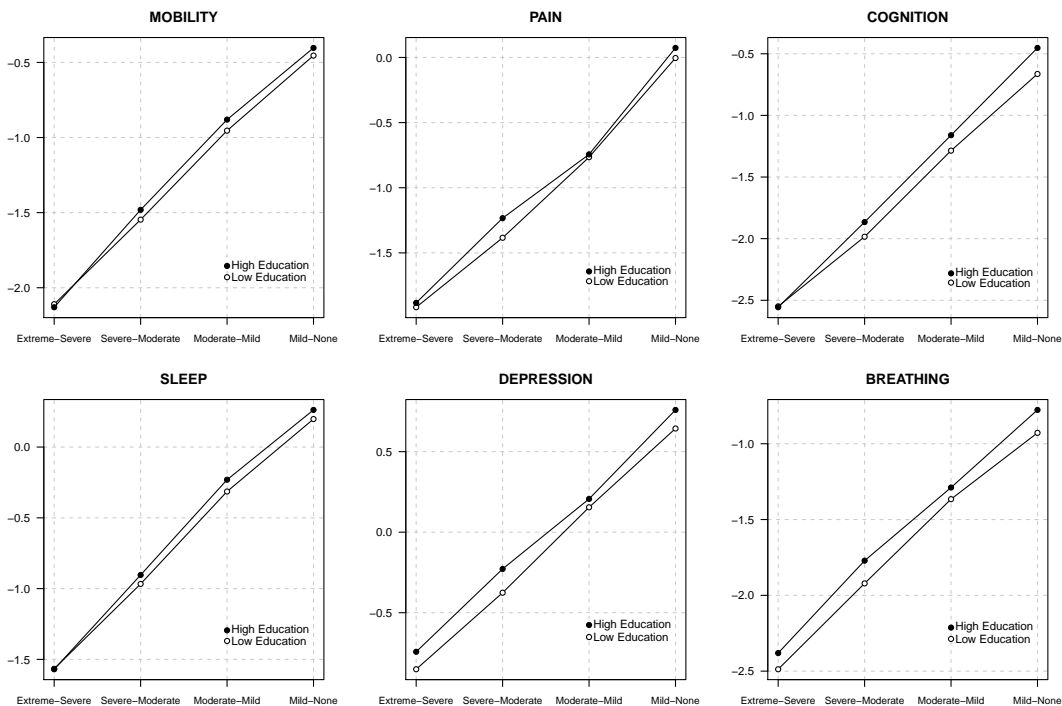 MOBILITY
−0.5
−1.0
−1.5
−2.0
High Education
Low Education
Extreme−Severe Severe−Moderate Moderate−Mild Mild−None
PAIN
0.0
−0.5
−1.0
−1.5
High Education
Low Education
Extreme−Severe Severe−Moderate Moderate−Mild Mild−None
COGNITION
−0.5
−1.0
−1.5
−2.0
−2.5
High Education
Low Education
Extreme−Severe Severe−Moderate Moderate−Mild Mild−None
SLEEP
0.0
−0.5
−1.0
−1.5
High Education
Low Education
Extreme−Severe Severe−Moderate Moderate−Mild Mild−None
DEPRESSION
0.5
0.0
−0.5
High Education
Low Education
Extreme−Severe Severe−Moderate Moderate−Mild Mild−None
BREATHING
−1.0
−1.5
−2.0
−2.5
High Education
Low Education
Extreme−Severe Severe−Moderate Moderate−Mild Mild−None